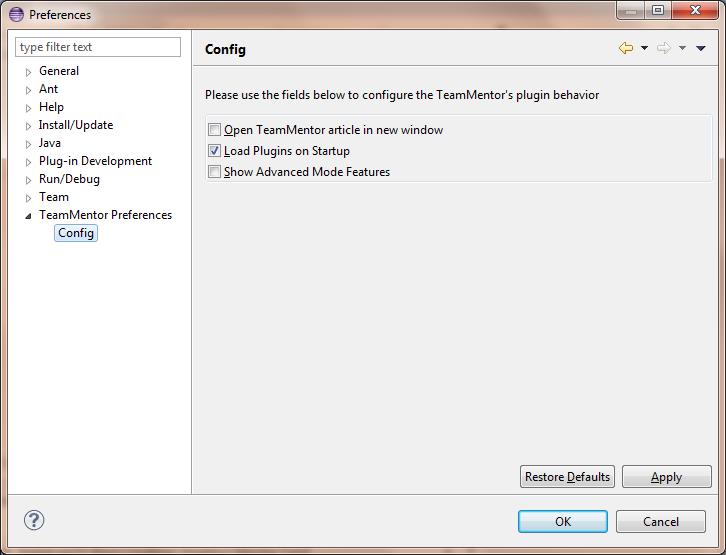 Preferences
type filter text
General
Ant
Help
Install/Update
Java
Plug-in Development
Run/Debug
Team
TeamMentor Preferences
Config
Config
Please use the fields below to configure the TeamMentor's plugin behavior
Open TeamMentor article in new window
Load Plugins on Startup
Show Advanced Mode Features
Restore Defaults Apply
? OK Cancel